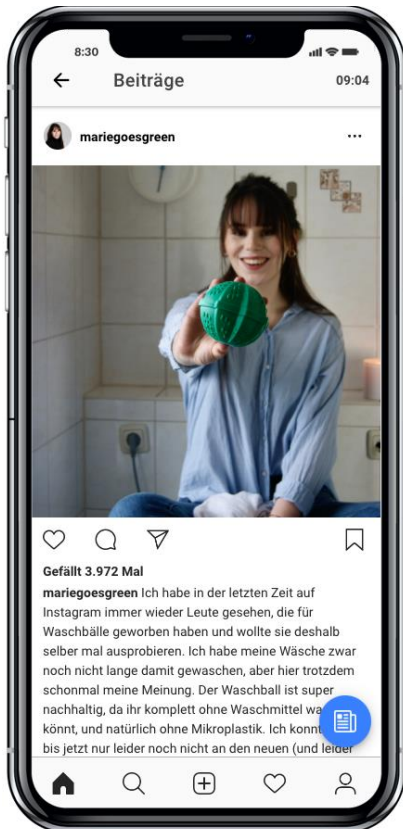 8:30
Beiträge
09:04
mariegoesgreen
Gefällt 3.972 Mal
mariegoesgreen Ich habe in der letzten Zeit auf
Instagram immer wieder Leute gesehen, die für
Waschbälle geworben haben und wollte sie deshalb
selber mal ausprobieren. Ich habe meine Wäsche zwar
noch nicht lange damit gewaschen, aber hier trotzdem
schonmal meine Meinung. Der Waschball ist super
nachhaltig, da ihr komplett ohne Waschmittel
könnt, und natürlich ohne Mikroplastik. Ich
bis jetzt nur leider noch nicht an den neuen (und leider